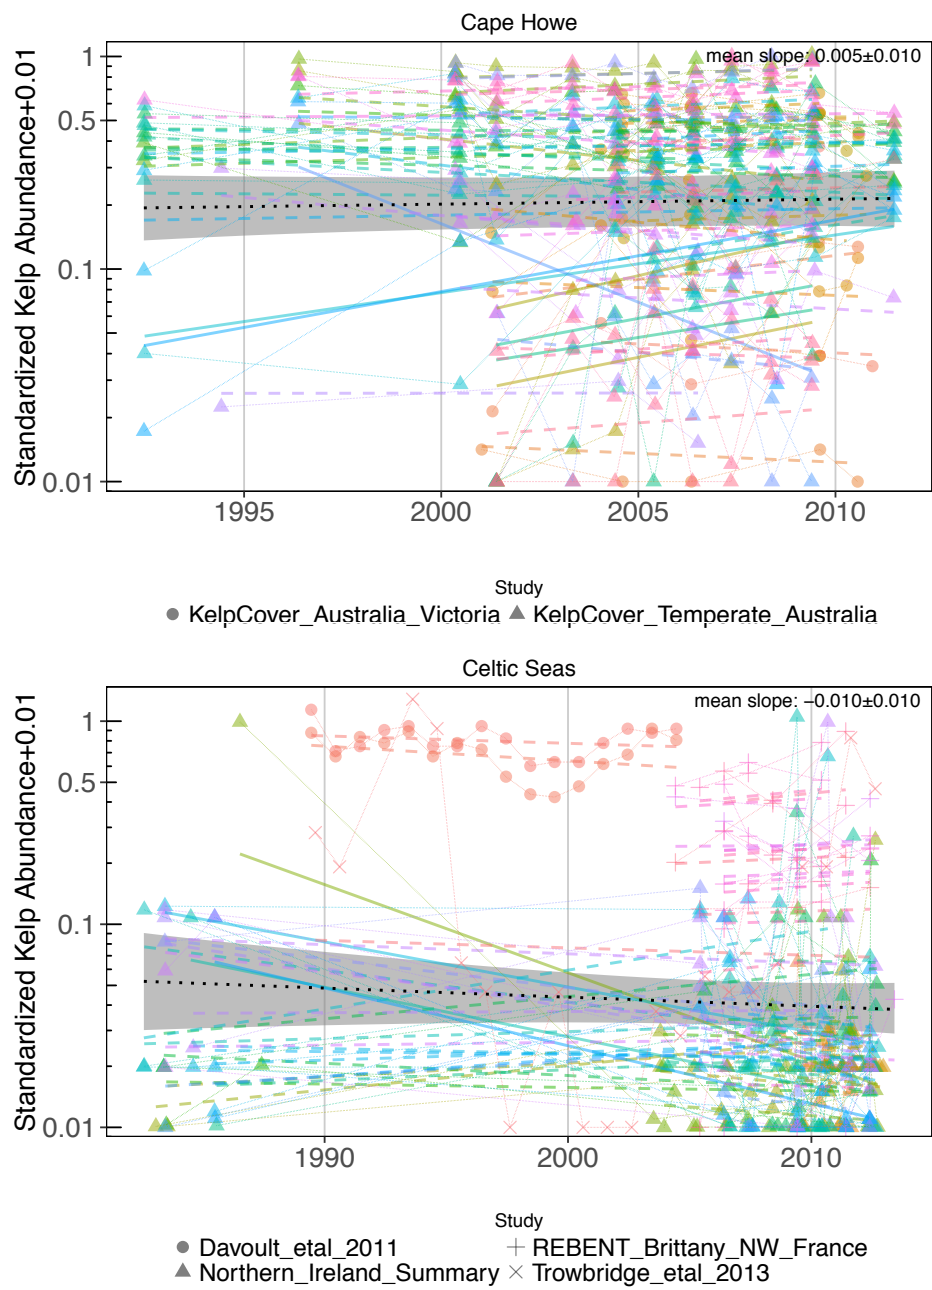 Cape Howe
mean slope: 0.005±0.010
Standardized Kelp Abundance+0.01
1
0.5
0.1
0.01
1995 2000 2005 2010
Study
KelpCover_Australia_Victoria KelpCover_Temperate_Australia
Celtic Seas
mean slope: −0.010±0.010
Standardized Kelp Abundance+0.01
1
0.5
0.1
0.01
1990 2000 2010
Study
Davoult_etal_2011 REBENT_Brittany_NW_France
Northern_Ireland_Summary Trowbridge_etal_2013